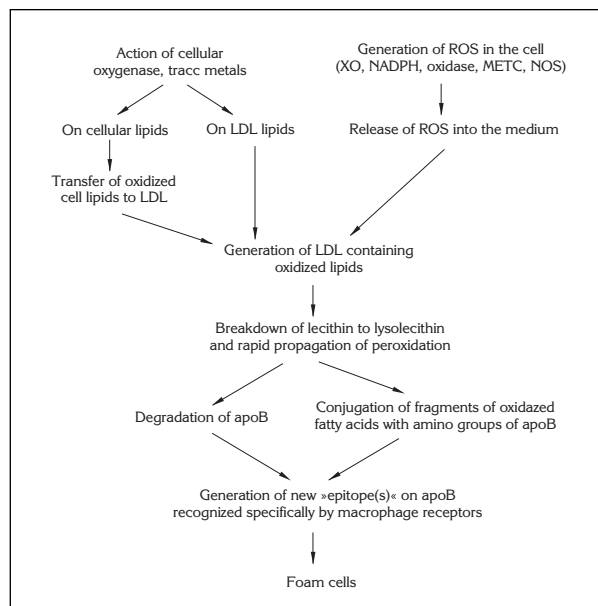 Action of cellular
oxygenase, tracc metals
Generation of ROS in the cell
(XO, NADPH, oxidase, METC, NOS)
On cellular lipids
On LDL lipids
Release of ROS into the medium
Transfer of oxidized
cell lipids to LDL
Generation of LDL containing
oxidized lipids
Breakdown of lecithin to lysolecithin
and rapid propagation of peroxidation
Degradation of apoB
Conjugation of fragments of oxidazed
fatty acids with amino groups of apoB
Generation of new »epitope(s)« on apoB
recognized specifically by macrophage receptors
Foam cells